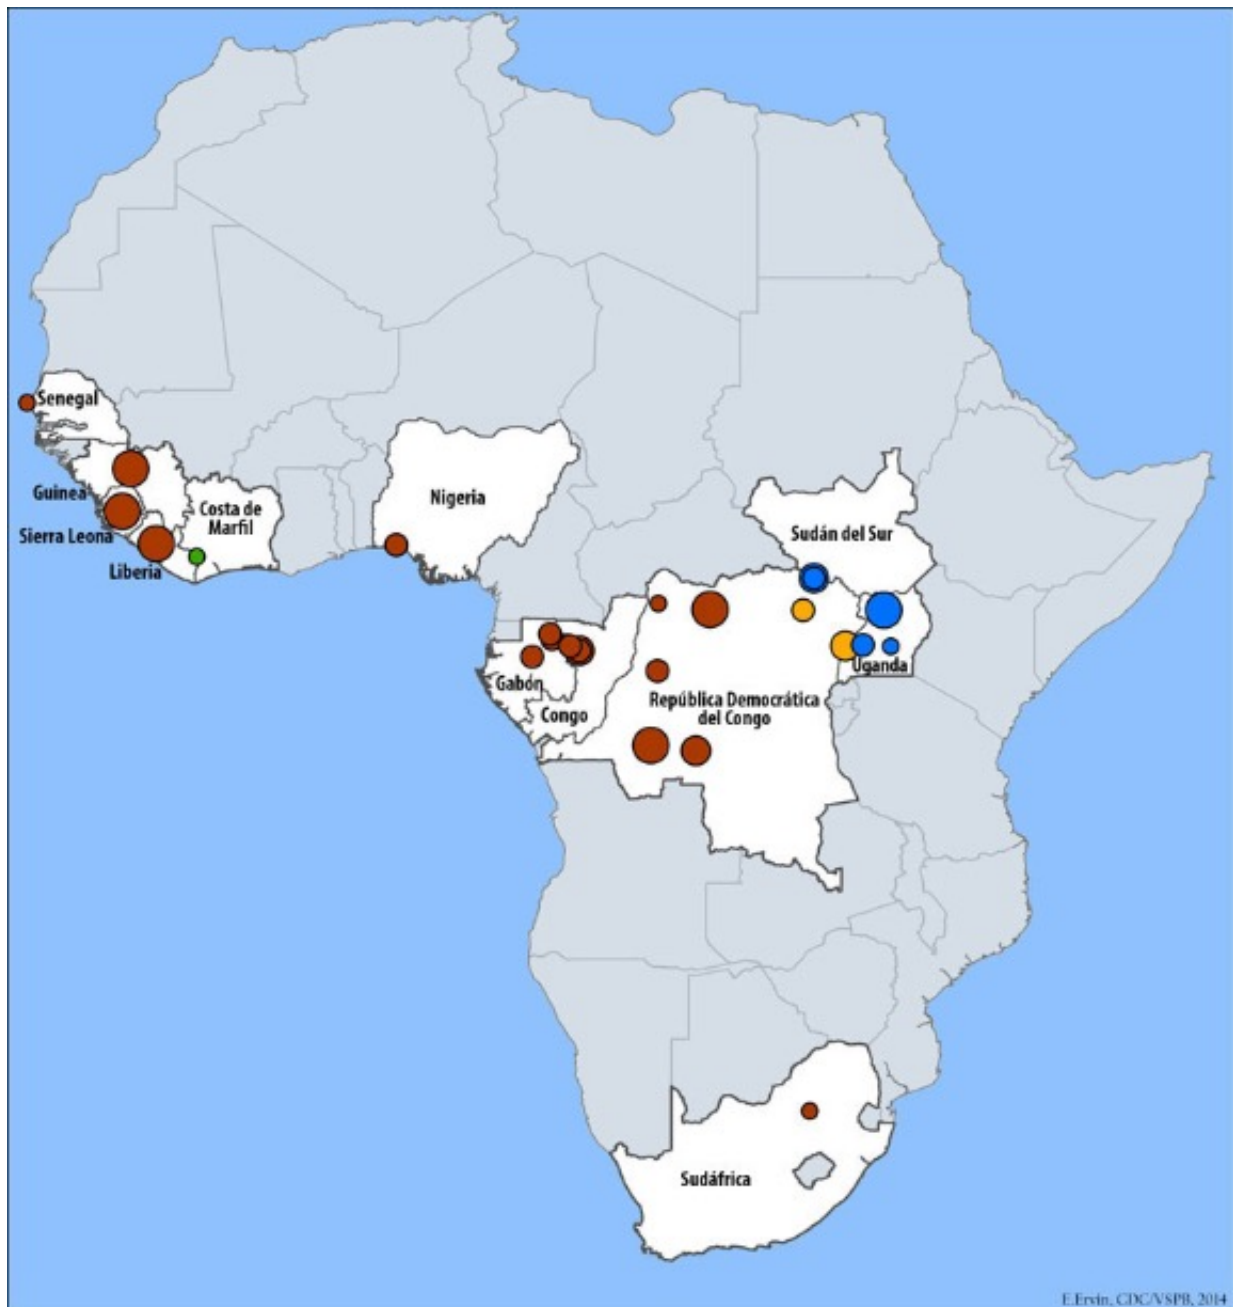 Senegal
Guinea
Sierra Leona
Liberia
Costa de
Marfil
Nigeria
Sudán del Sur
Uganda
Gabón
Congo
República Democrática
del Congo
Sudáfrica
E.Ervin, CDC/VSPB, 2014